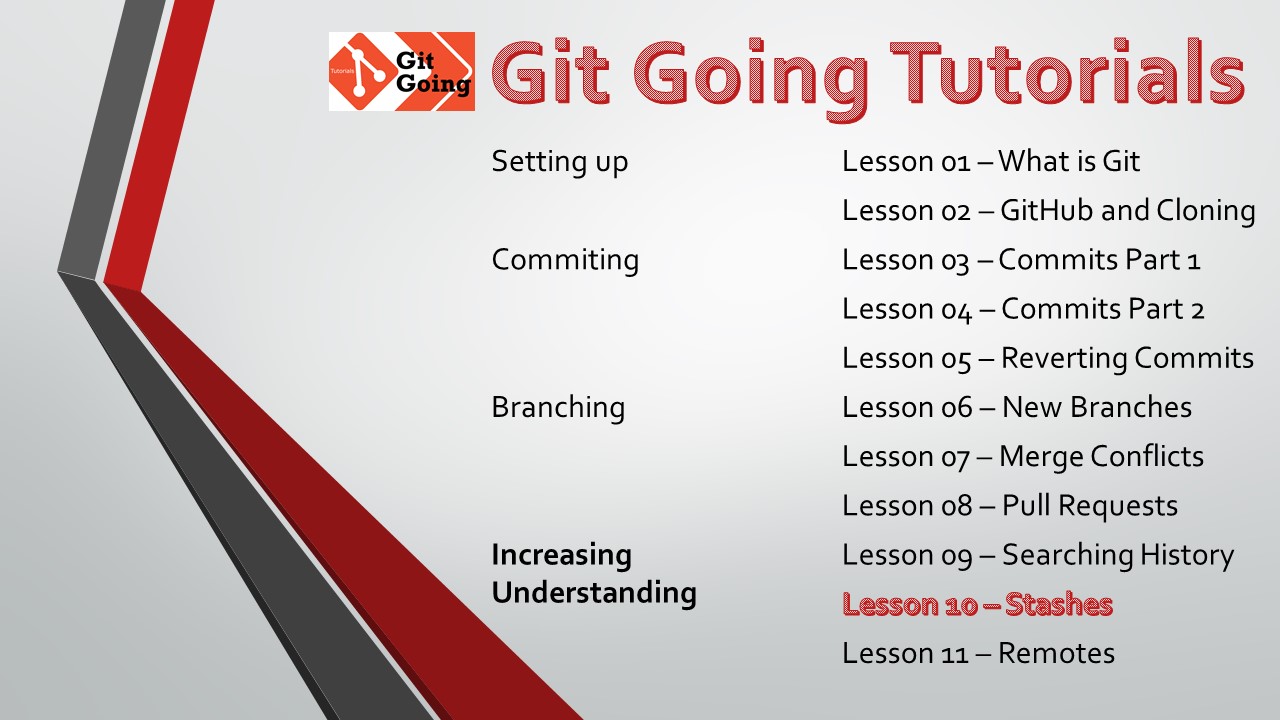 Tutorials
Git
Going
Git Going Tutorials
Setting up
Lesson 01 – What is Git
Lesson 02 – GitHub and Cloning
Commiting
Lesson 03 – Commits Part 1
Lesson 04 – Commits Part 2
Lesson 05 – Reverting Commits
Branching
Lesson 06 – New Branches
Lesson 07 – Merge Conflicts
Lesson 08 – Pull Requests
Increasing
Understanding
Lesson 09 – Searching History
Lesson 10 – Stashes
Lesson 11 – Remotes